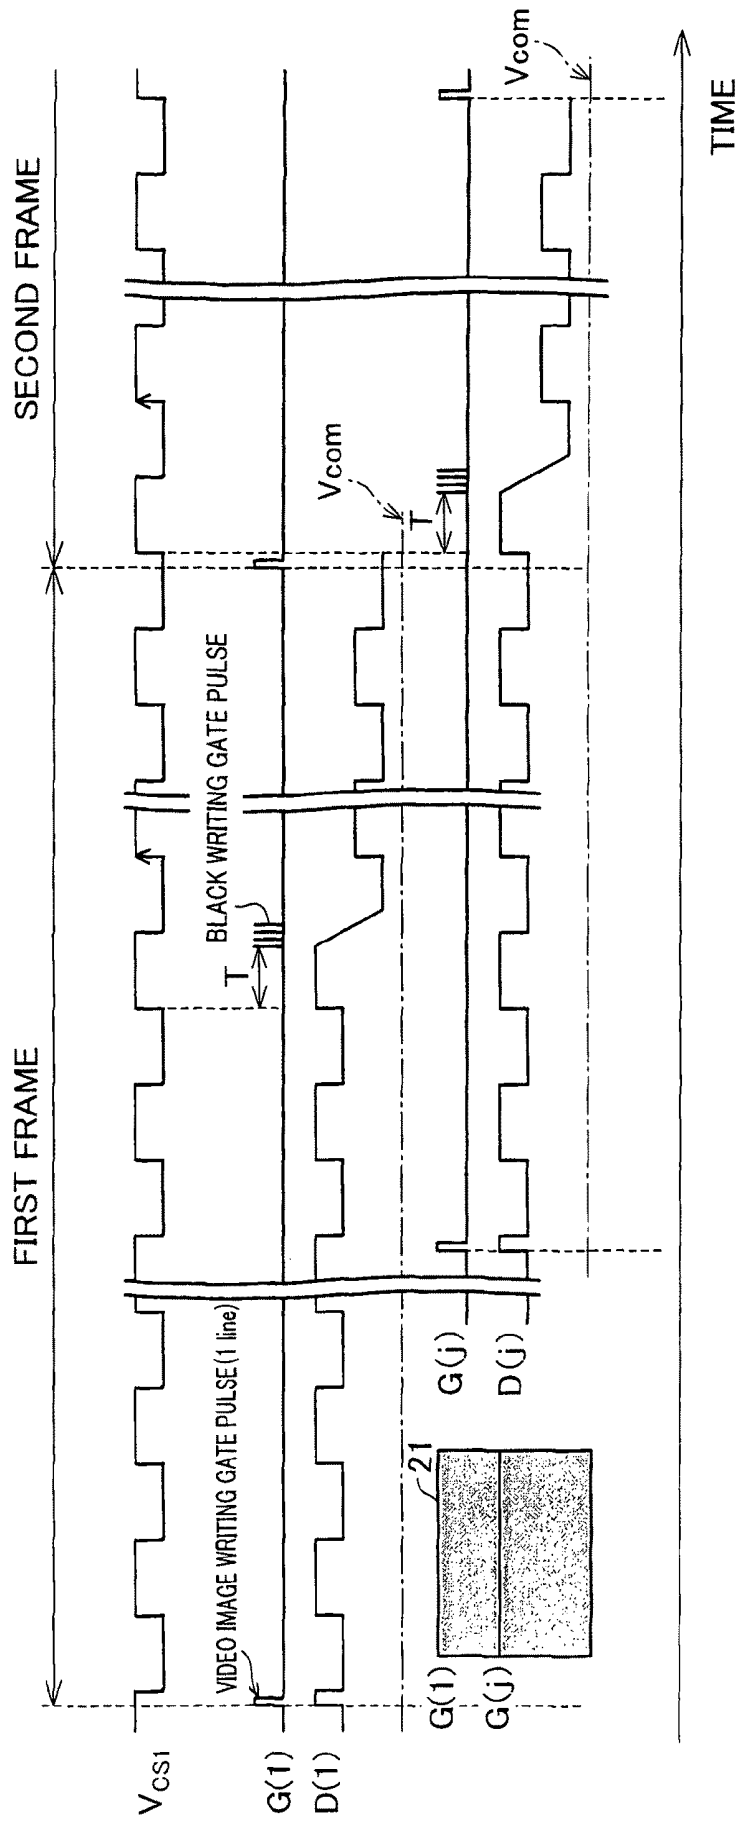 FIRST FRAME
SECOND FRAME
VCS1
G(1)
VIDEO IMAGE WRITING GATE PULSE(1 line)
T
BLACK WRITING GATE PULSE
D(1)
Vcom
G(1)
G(j)
21
G(j)
T
D(j)
Vcom
TIME